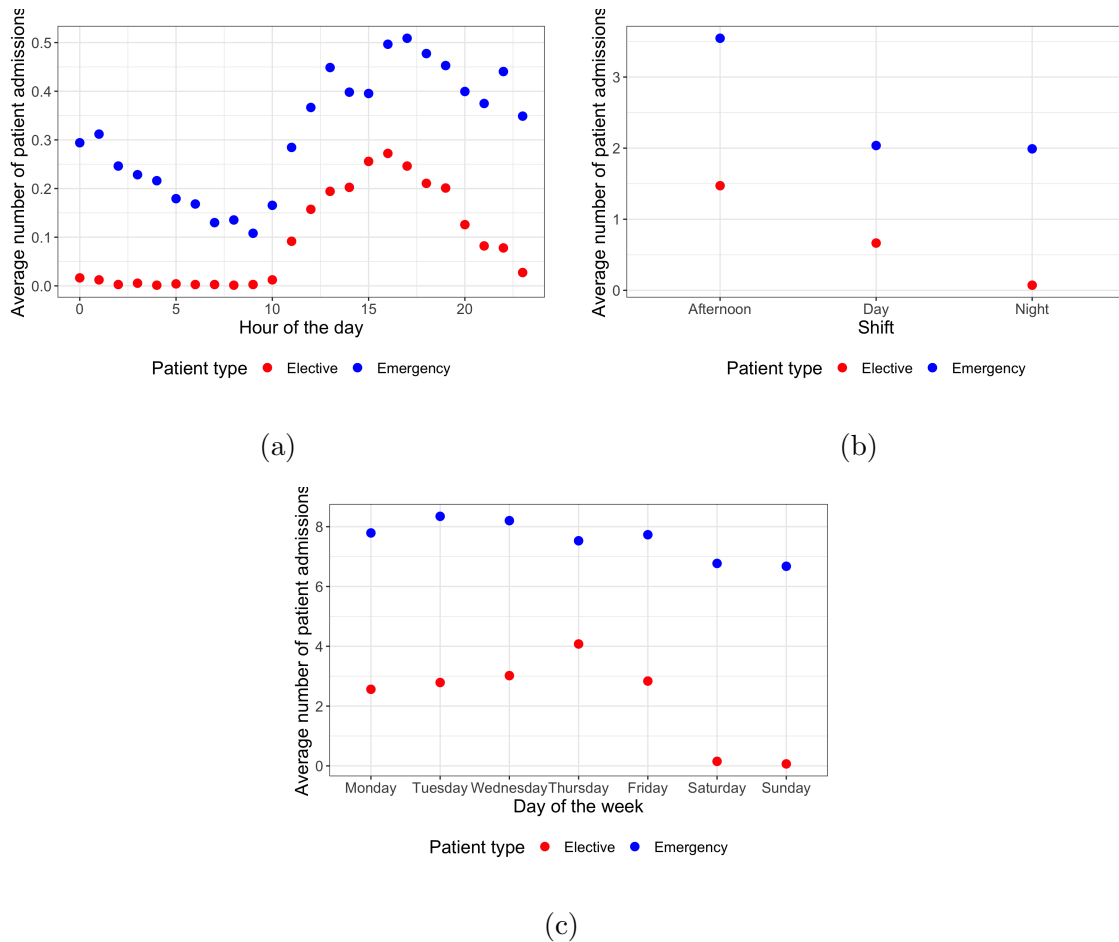 Average number of patient admissions
0.5
0.4
0.3
0.2
0.1
0.0
0 5 10 15 20
Hour of the day
Patient type Elective Emergency
(a)
Average number of patient admissions
3
2
1
0
Afternoon Day Night
Shift
Patient type Elective Emergency
(b)
Average number of patient admissions
8
6
4
2
0
Monday Tuesday Wednesday Thursday Friday Saturday Sunday
Day of the week
Patient type Elective Emergency
(c)